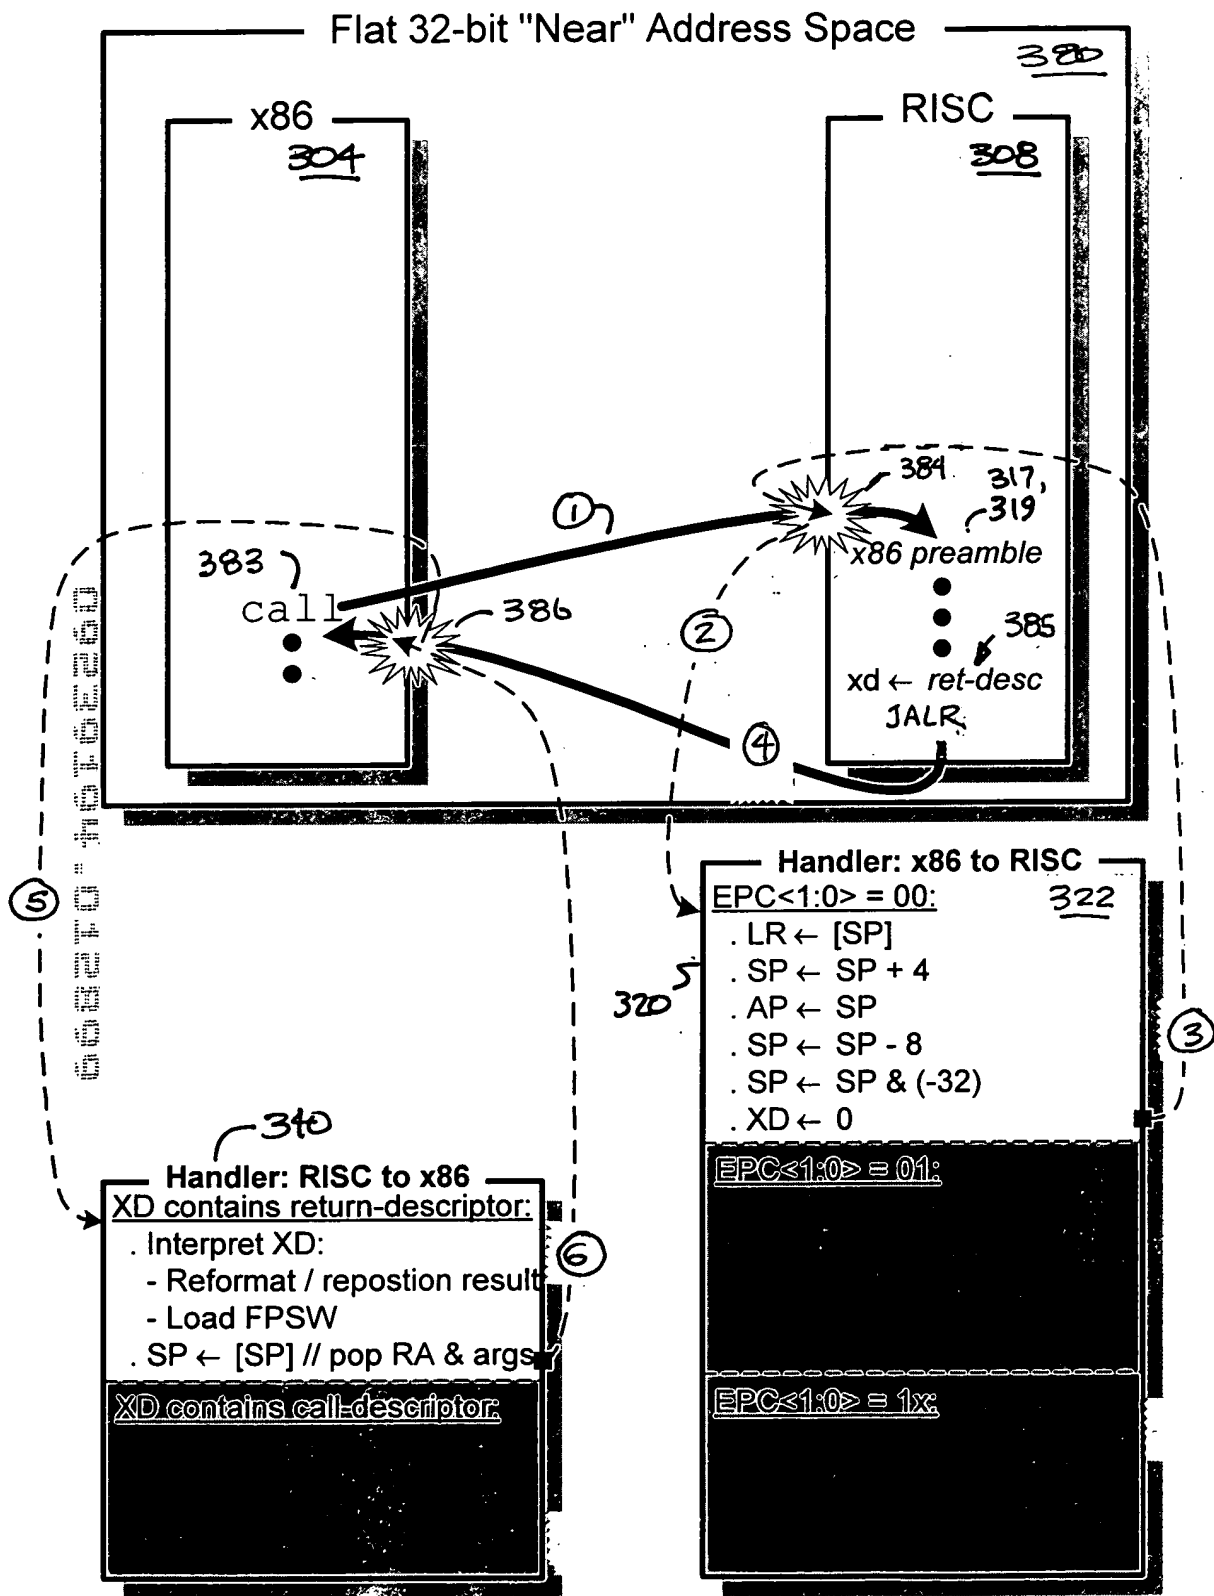 Flat 32-bit "Near" Address Space
380
x86
304
RISC
308
384
317,
319
①
x86 preamble
383
call
386
②
385
xd ← ret-desc
JALR
④
⑤
Handler: x86 to RISC
322
EPC<1:0> = 00:
. LR ← [SP]
. SP ← SP + 4
320
. AP ← SP
. SP ← SP - 8
③
. SP ← SP & (-32)
. XD ← 0
EPC<1:0> = 01:
EPC<1:0> = 1x:
340
Handler: RISC to x86
XD contains return-descriptor:
. Interpret XD:
⑥
- Reformat / repostion result
- Load FPSW
. SP ← [SP] // pop RA & args
XD contains call-descriptor: